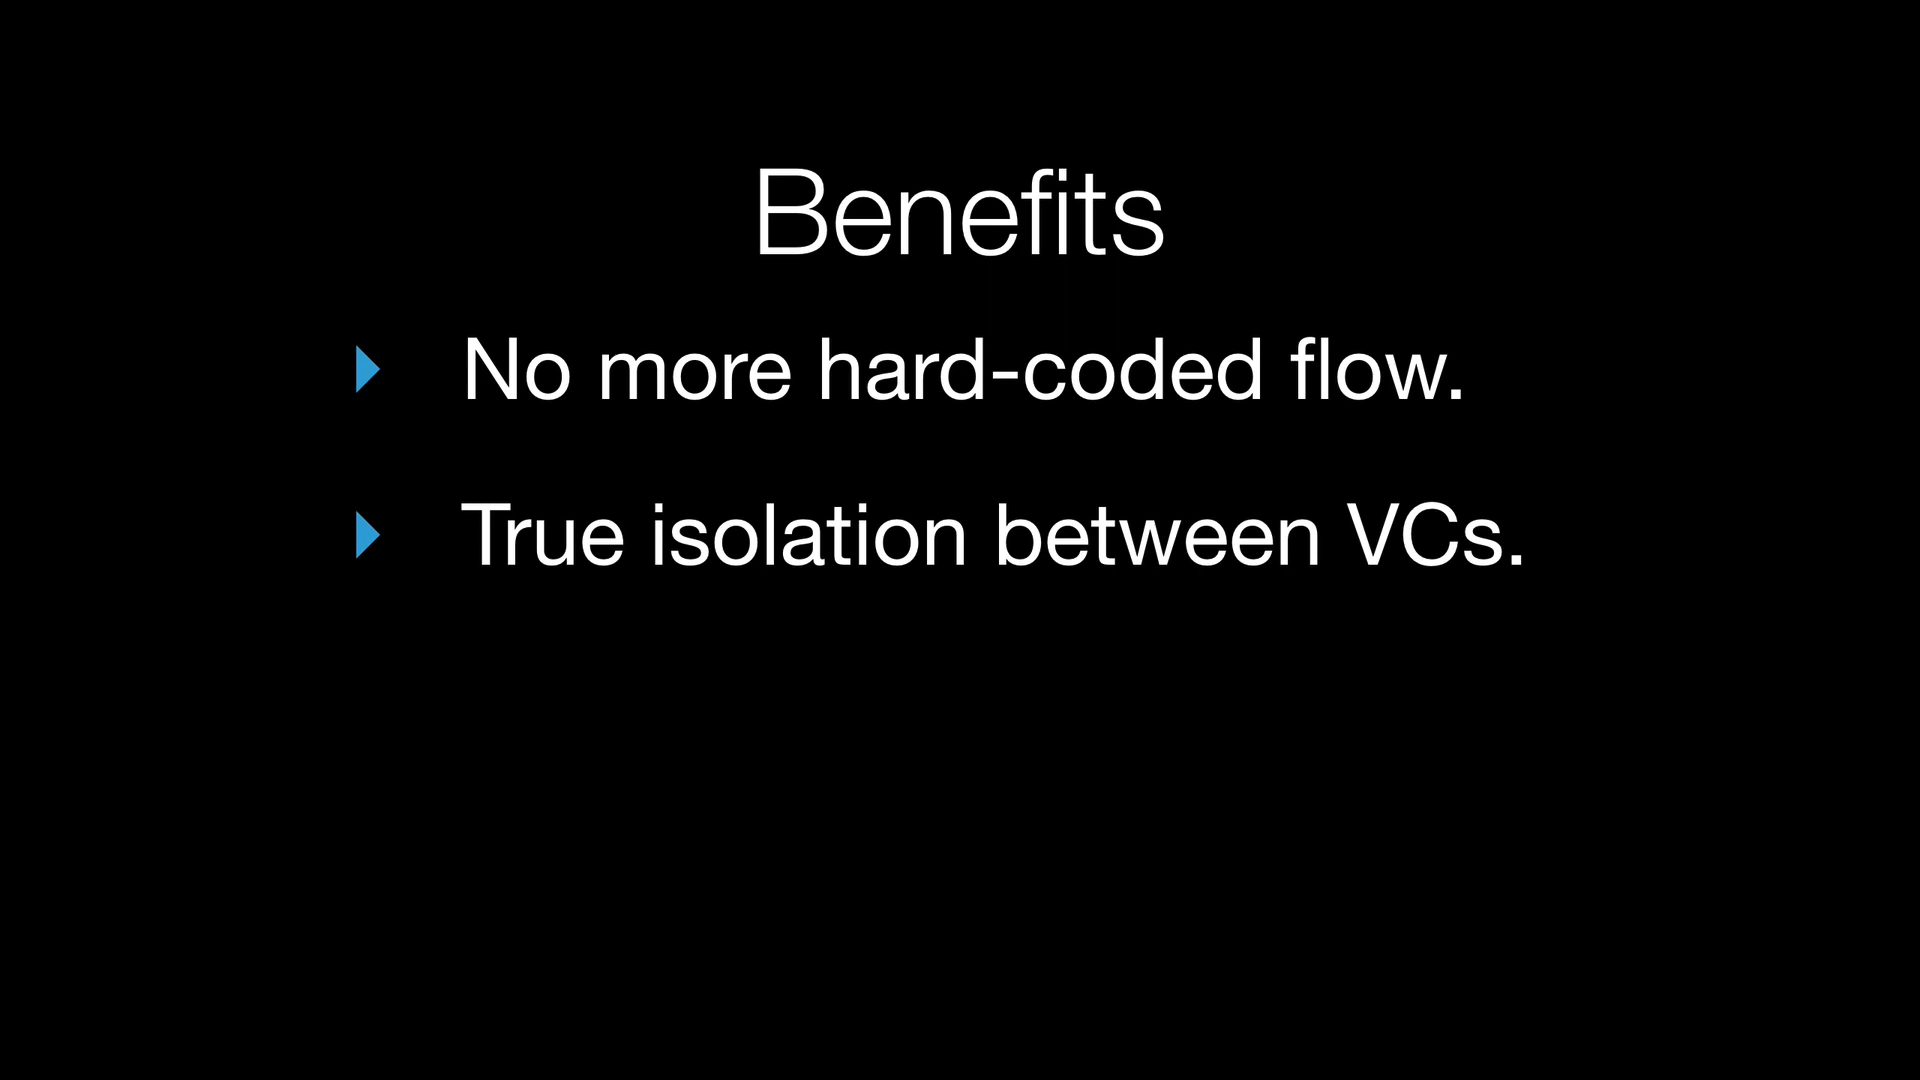 Benefits
No more hard-coded flow.
True isolation between VCs.